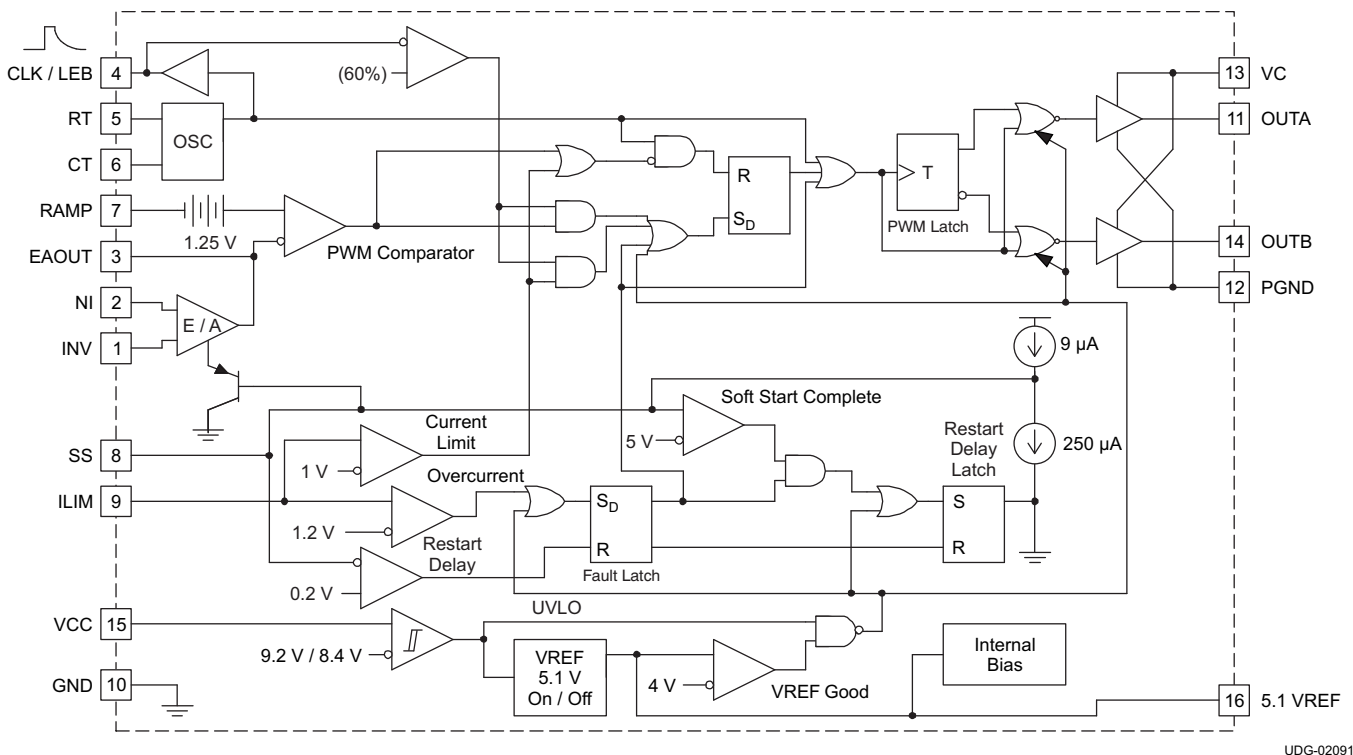 CLK / LEB 4
(60%)
13 VC
RT 5
OSC
11 OUTA
CT 6
R
T
RAMP 7
SD
1.25 V
PWM Comparator
PWM Latch
EAOUT 3
14 OUTB
NI 2
E / A
12 PGND
INV 1
9 µA
Soft Start Complete
Current
Limit
5 V
Restart
Delay
Latch
250 µA
SS 8
1 V
Overcurrent
ILIM 9
SD
S
1.2 V
Restart
Delay
R
R
0.2 V
Fault Latch
UVLO
VCC 15
9.2 V / 8.4 V
VREF
5.1 V
On / Off
4 V
VREF Good
Internal
Bias
GND 10
16 5.1 VREF
UDG-02091